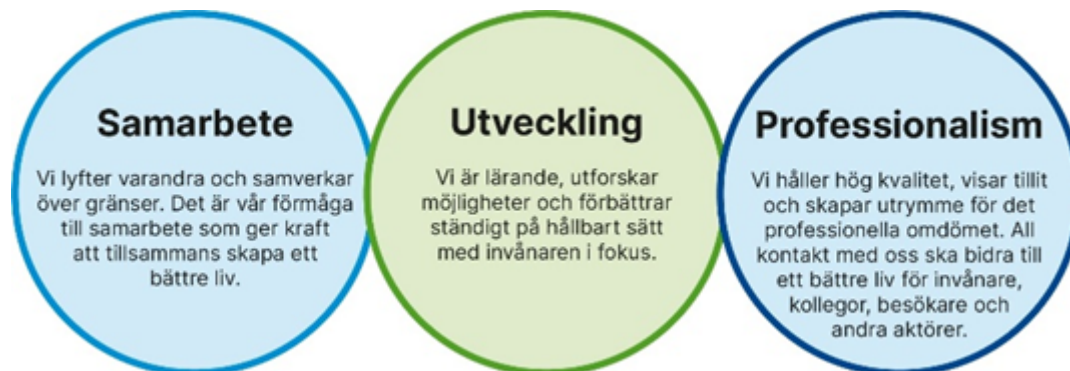 Samarbete
Vi lyfter varandra och samverkar
över gränser. Det är vår förmåga
till samarbete som ger kraft
att tillsammans skapa ett
bättre liv.
Utveckling
Vi är lärande, utforskar
möjligheter och förbättrar
ständigt på hållbart sätt
med invånaren i fokus.
Professionalism
Vi håller hög kvalitet, visar tillit
och skapar utrymme för det
professionella omdömet. All
kontakt med oss ska bidra till
ett bättre liv för invånare,
kollegor, besökare och
andra aktörer.